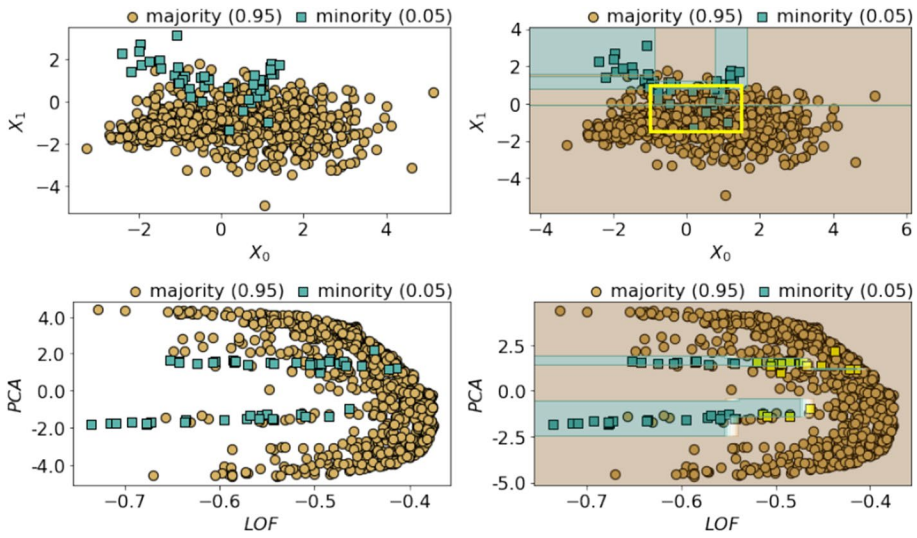 majority (0.95) minority (0.05)
majority (0.95) minority (0.05)
X₁
2
0
−2
−4
−2 0 2 4
X₀
X₁
4
2
0
−2
−4
−4 −2 0 2 4 6
X₀
majority (0.95) minority (0.05)
majority (0.95) minority (0.05)
PCA
4.0
2.0
0.0
−2.0
−4.0
−0.7 −0.6 −0.5 −0.4
LOF
PCA
2.5
0.0
-2.5
-5.0
−0.7 −0.6 −0.5 −0.4
LOF